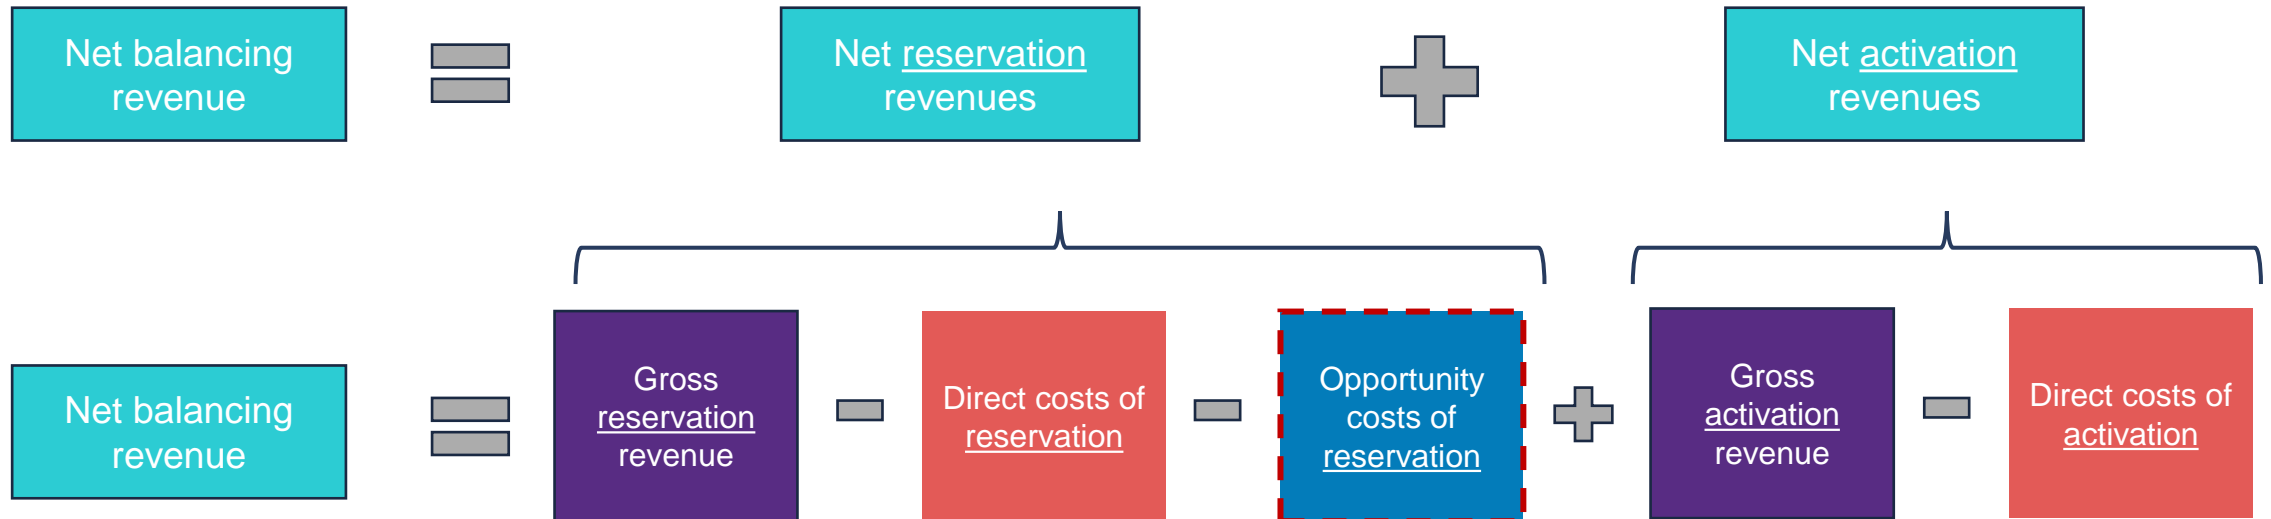 Net balancing
revenue
Net reservation
revenues
Net activation
revenues
Net balancing
revenue
Gross
reservation
revenue
Direct costs of
reservation
Opportunity
costs of
reservation
Gross
activation
revenue
Direct costs of
activation